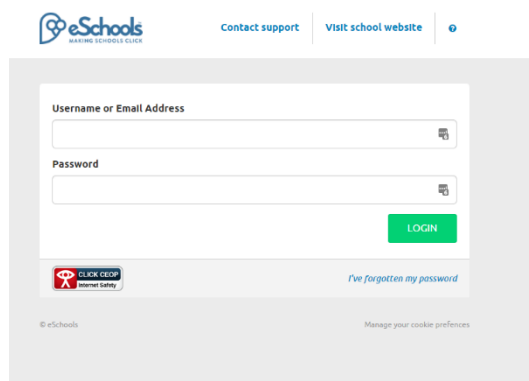 eSchools
MAKING SCHOOLS CLICK
Contact support
Visit school website
?
Username or Email Address
Password
LOGIN
CLICK CEOP
Internet Safety
I've forgotten my password
© eSchools
Manage your cookie prefences